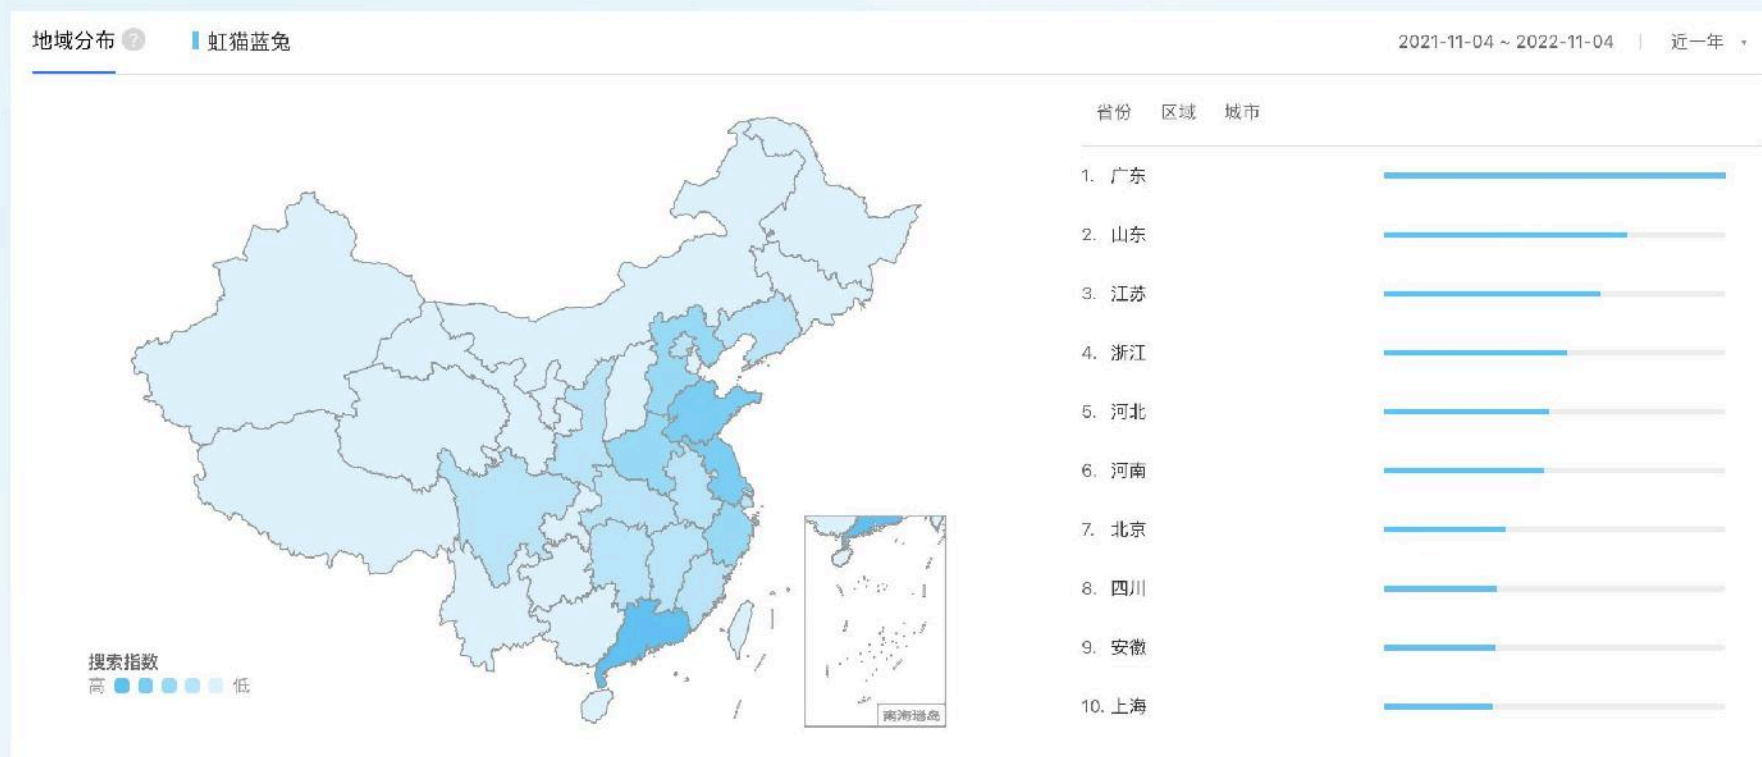 地域分布 ? 虹猫蓝兔 2021-11-04 ~ 2022-11-04 | 近一年
省份 区域 城市
1. 广东
2. 山东
3. 江苏
4. 浙江
5. 河北
6. 河南
7. 北京
8. 四川
9. 安徽
10. 上海
搜索指数
高 低
南海诸岛